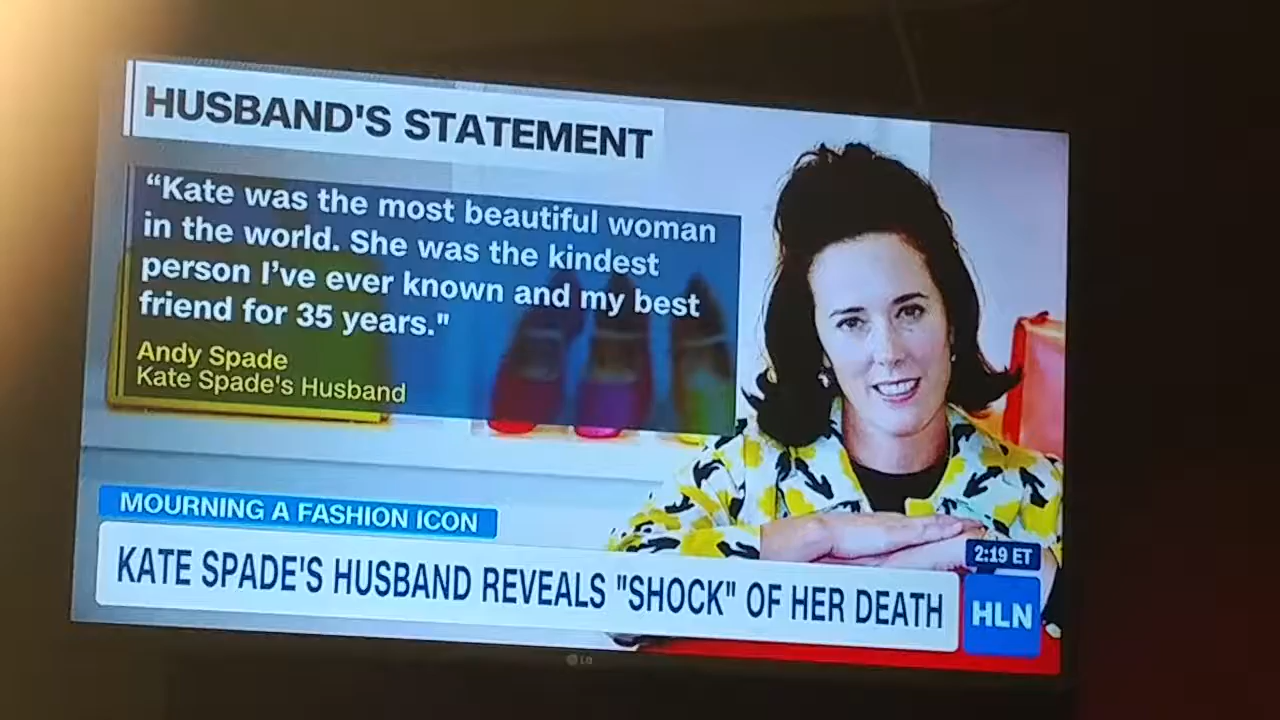 HUSBAND'S STATEMENT
“Kate was the most beautiful woman
in the world. She was the kindest
person I’ve ever known and my best
friend for 35 years."
Andy Spade
Kate Spade's Husband
MOURNING A FASHION ICON
2:19 ET
KATE SPADE'S HUSBAND REVEALS "SHOCK" OF HER DEATH
HLN
LG